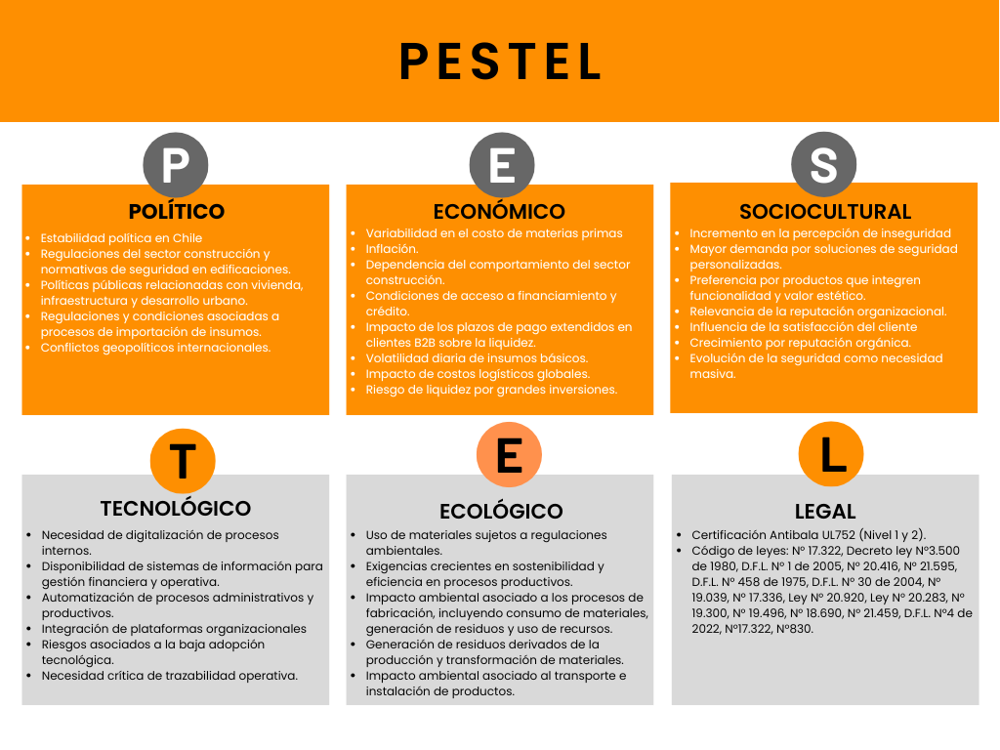 PESTEL
P
POLÍTICO
• Estabilidad política en Chile
• Regulaciones del sector construcción y
normativas de seguridad en edificaciones.
• Políticas públicas relacionadas con vivienda,
infraestructura y desarrollo urbano.
• Regulaciones y condiciones asociadas a
procesos de importación de insumos.
• Conflictos geopolíticos internacionales.
E
ECONÓMICO
• Variabilidad en el costo de materias primas
• Inflación.
• Dependencia del comportamiento del sector
construcción.
• Condiciones de acceso a financiamiento y
crédito.
• Impacto de los plazos de pago extendidos en
clientes B2B sobre la liquidez.
• Volatilidad diaria de insumos básicos.
• Impacto de costos logísticos globales.
• Riesgo de liquidez por grandes inversiones.
S
SOCIOCULTURAL
• Incremento en la percepción de inseguridad
• Mayor demanda por soluciones de seguridad
personalizadas.
• Preferencia por productos que integren
funcionalidad y valor estético.
• Relevancia de la reputación organizacional.
• Influencia de la satisfacción del cliente
• Crecimiento por reputación orgánica.
• Evolución de la seguridad como necesidad
masiva.
T
TECNOLÓGICO
• Necesidad de digitalización de procesos
internos.
• Disponibilidad de sistemas de información para
gestión financiera y operativa.
• Automatización de procesos administrativos y
productivos.
• Integración de plataformas organizacionales
• Riesgos asociados a la baja adopción
tecnológica.
• Necesidad crítica de trazabilidad operativa.
E
ECOLÓGICO
• Uso de materiales sujetos a regulaciones
ambientales.
• Exigencias crecientes en sostenibilidad y
eficiencia en procesos productivos.
• Impacto ambiental asociado a los procesos de
fabricación, incluyendo consumo de materiales,
generación de residuos y uso de recursos.
• Generación de residuos derivados de la
producción y transformación de materiales.
• Impacto ambiental asociado al transporte e
instalación de productos.
L
LEGAL
• Certificación Antibala UL752 (Nivel 1 y 2).
• Código de leyes: Nº 17.322, Decreto ley Nº3.500
de 1980, D.F.L. Nº 1 de 2005, Nº 20.416, Nº 21.595,
D.F.L. Nº 458 de 1975, D.F.L. Nº 30 de 2004, Nº
19.039, Nº 17.336, Ley Nº 20.920, Ley Nº 20.283, Nº
19.300, Nº 19.496, Nº 18.690, Nº 21.459, D.F.L. Nº4 de
2022, Nº17.322, Nº830.